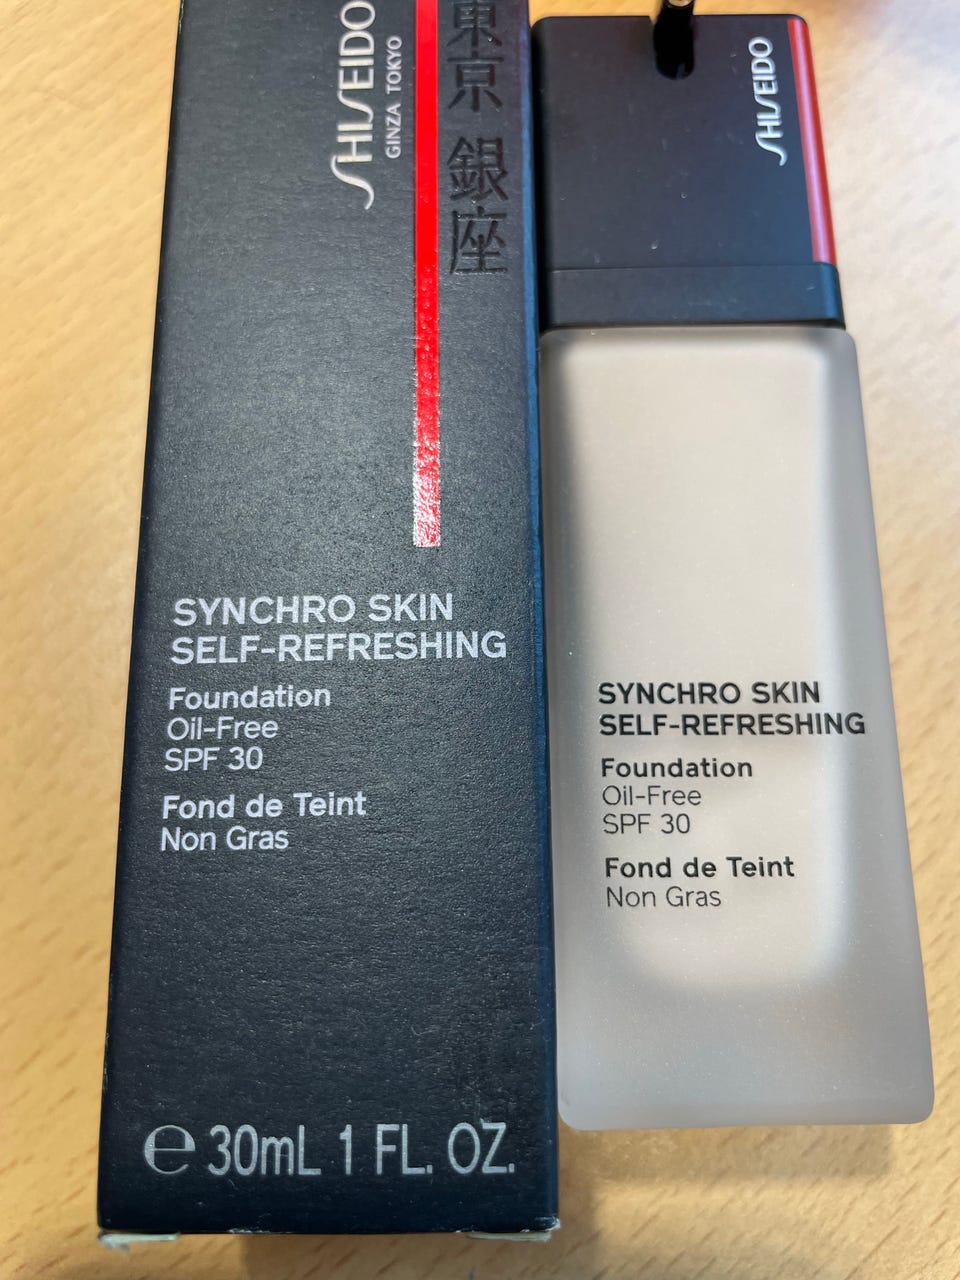 SHISEIDO
GINZA TOKYO
東京 銀座
SYNCHRO SKIN
SELF-REFRESHING
Foundation
Oil-Free
SPF 30
Fond de Teint
Non Gras
℮ 30mL 1 FL. OZ.
SHISEIDO
SYNCHRO SKIN
SELF-REFRESHING
Foundation
Oil-Free
SPF 30
Fond de Teint
Non Gras